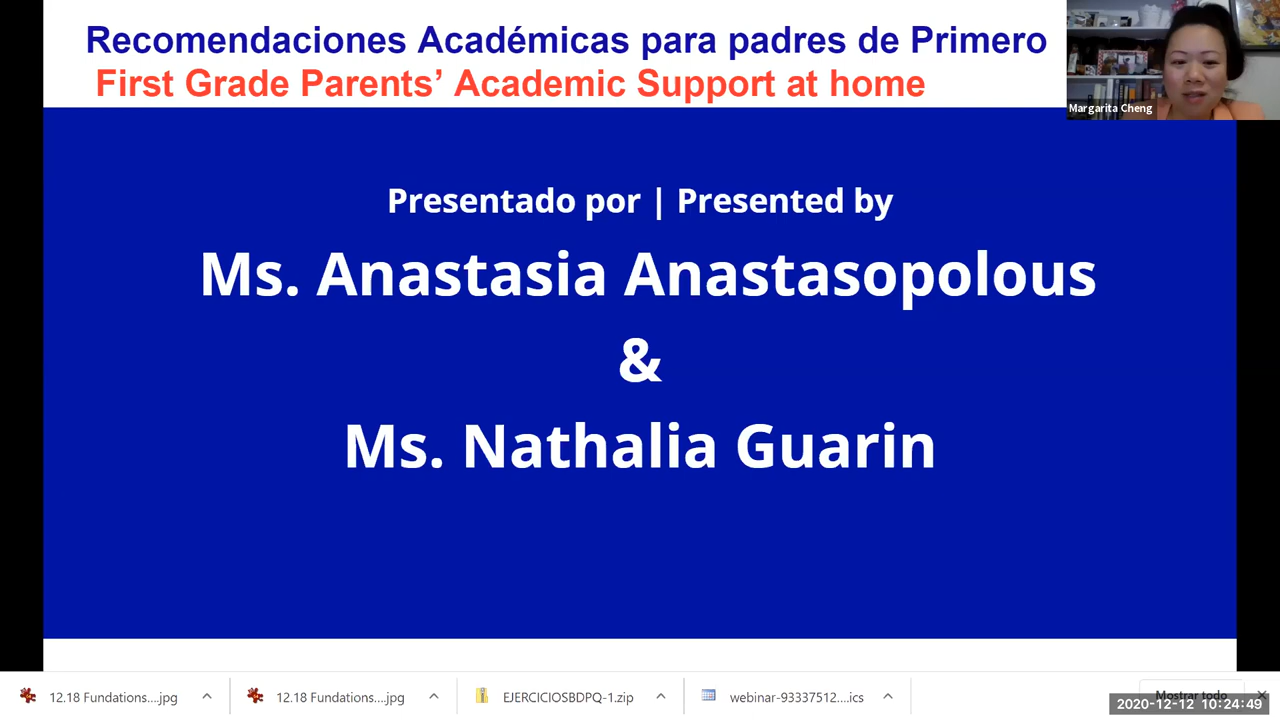 Recomendaciones Académicas para padres de Primero
First Grade Parents’ Academic Support at home
Margarita Cheng
Presentado por | Presented by
Ms. Anastasia Anastasopolous
&
Ms. Nathalia Guarin
12.18 Fundations....jpg
12.18 Fundations....jpg
EJERCICIOSBDPQ-1.zip
webinar-93337512....ics
Mostrar todo
2020-12-12 10:24:49